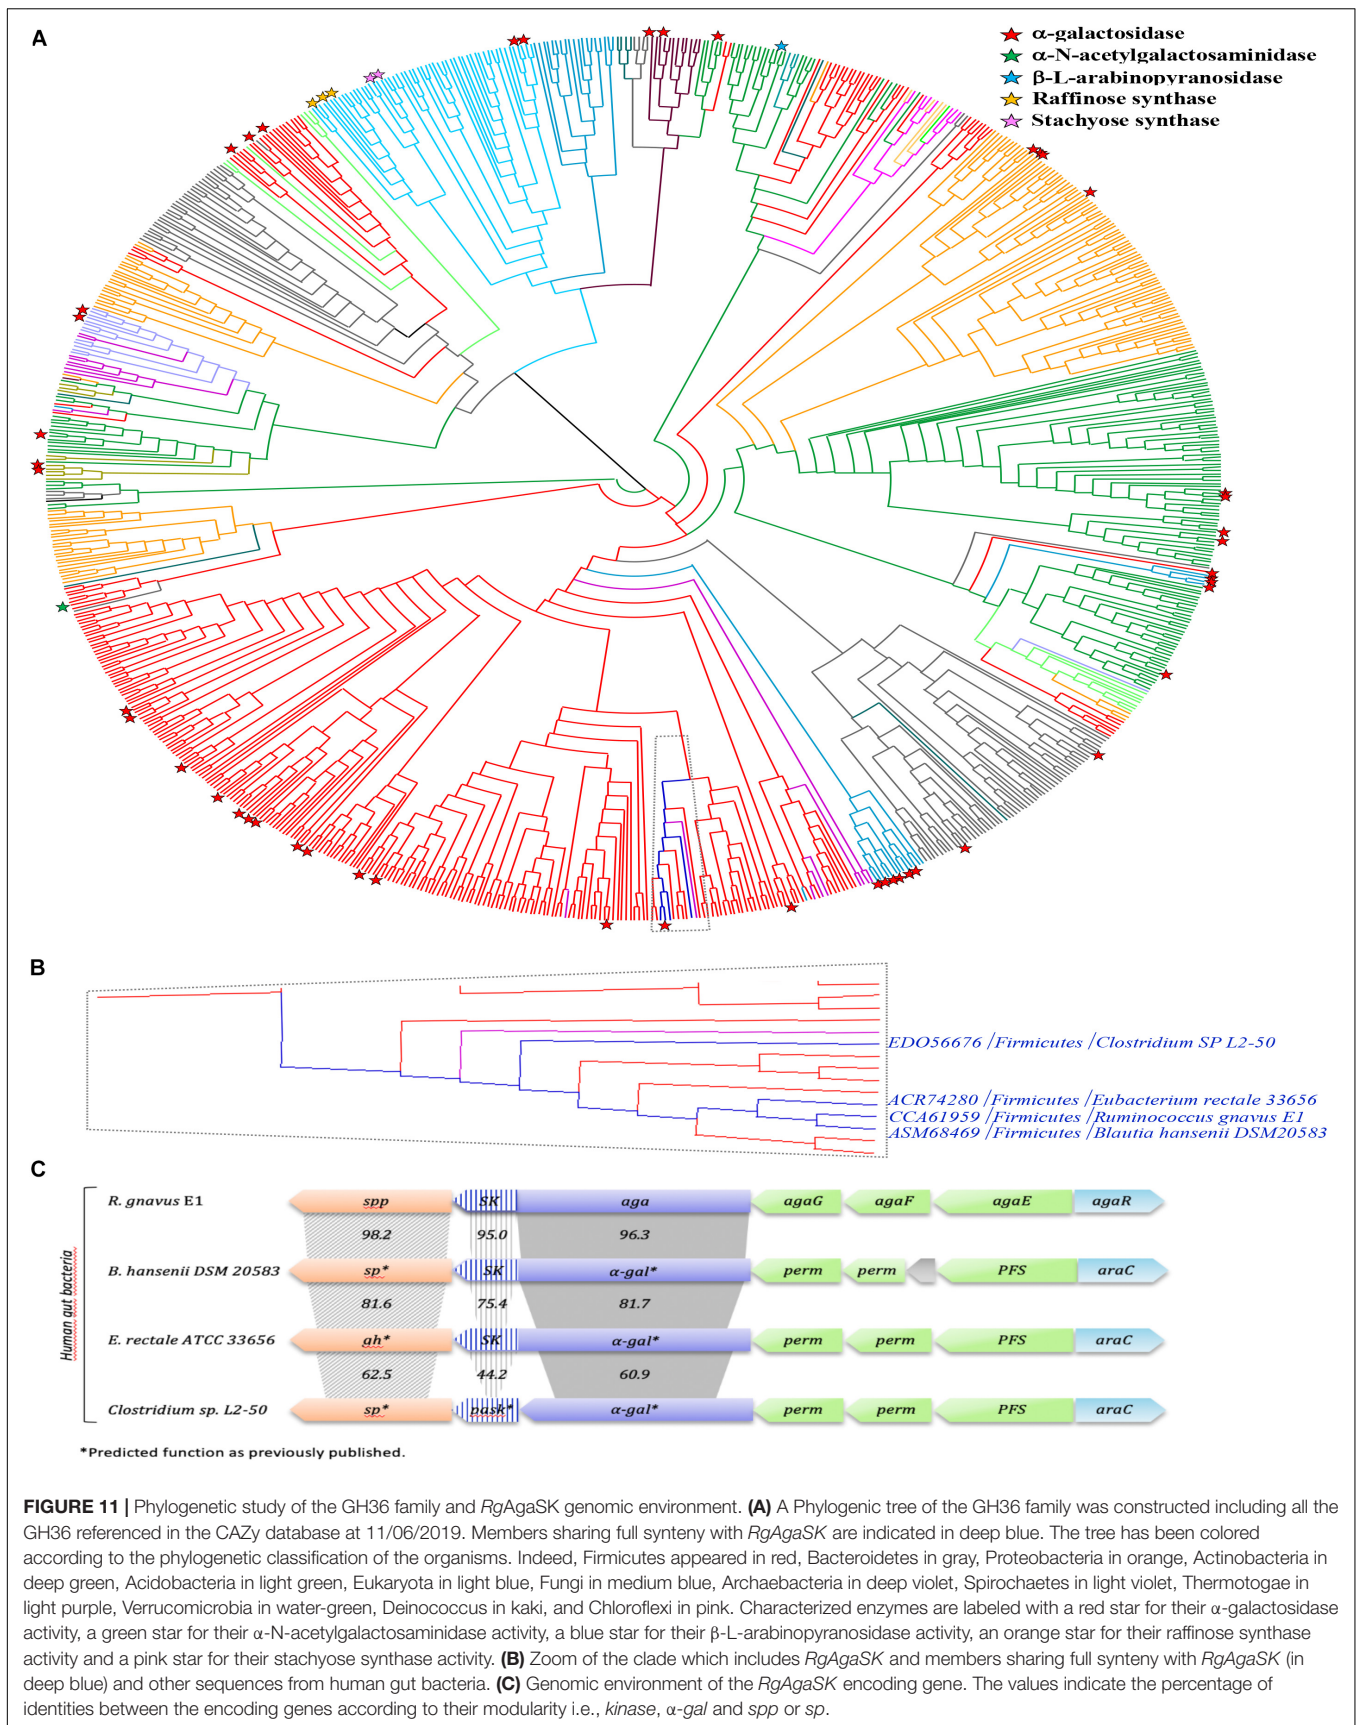 A
α-galactosidase
α-N-acetylgalactosaminidase
β-L-arabinopyranosidase
Raffinose synthase
Stachyose synthase
B
EDO56676 /Firmicutes /Clostridium SP L2-50
ACR74280 /Firmicutes /Eubacterium rectale 33656
CCA61959 /Firmicutes /Ruminococcus gnavus E1
ASM68469 /Firmicutes /Blautia hansenii DSM20583
C
Human gut bacteria
R. gnavus E1 spp SK aga agaG agaF agaE agaR
98.2 95.0 96.3
B. hansenii DSM 20583 sp* SK α-gal* perm perm PFS araC
81.6 75.4 81.7
E. rectale ATCC 33656 gh* SK α-gal* perm perm PFS araC
62.5 44.2 60.9
Clostridium sp. L2-50 sp* pask* α-gal* perm perm PFS araC
*Predicted function as previously published.
FIGURE 11 | Phylogenetic study of the GH36 family and RgAgaSK genomic environment. (A) A Phylogenic tree of the GH36 family was constructed including all the
GH36 referenced in the CAZy database at 11/06/2019. Members sharing full synteny with RgAgaSK are indicated in deep blue. The tree has been colored
according to the phylogenetic classification of the organisms. Indeed, Firmicutes appeared in red, Bacteroidetes in gray, Proteobacteria in orange, Actinobacteria in
deep green, Acidobacteria in light green, Eukaryota in light blue, Fungi in medium blue, Archaebacteria in deep violet, Spirochaetes in light violet, Thermotogae in
light purple, Verrucomicrobia in water-green, Deinococcus in kaki, and Chloroflexi in pink. Characterized enzymes are labeled with a red star for their α-galactosidase
activity, a green star for their α-N-acetylgalactosaminidase activity, a blue star for their β-L-arabinopyranosidase activity, an orange star for their raffinose synthase
activity and a pink star for their stachyose synthase activity. (B) Zoom of the clade which includes RgAgaSK and members sharing full synteny with RgAgaSK (in
deep blue) and other sequences from human gut bacteria. (C) Genomic environment of the RgAgaSK encoding gene. The values indicate the percentage of
identities between the encoding genes according to their modularity i.e., kinase, α-gal and spp or sp.